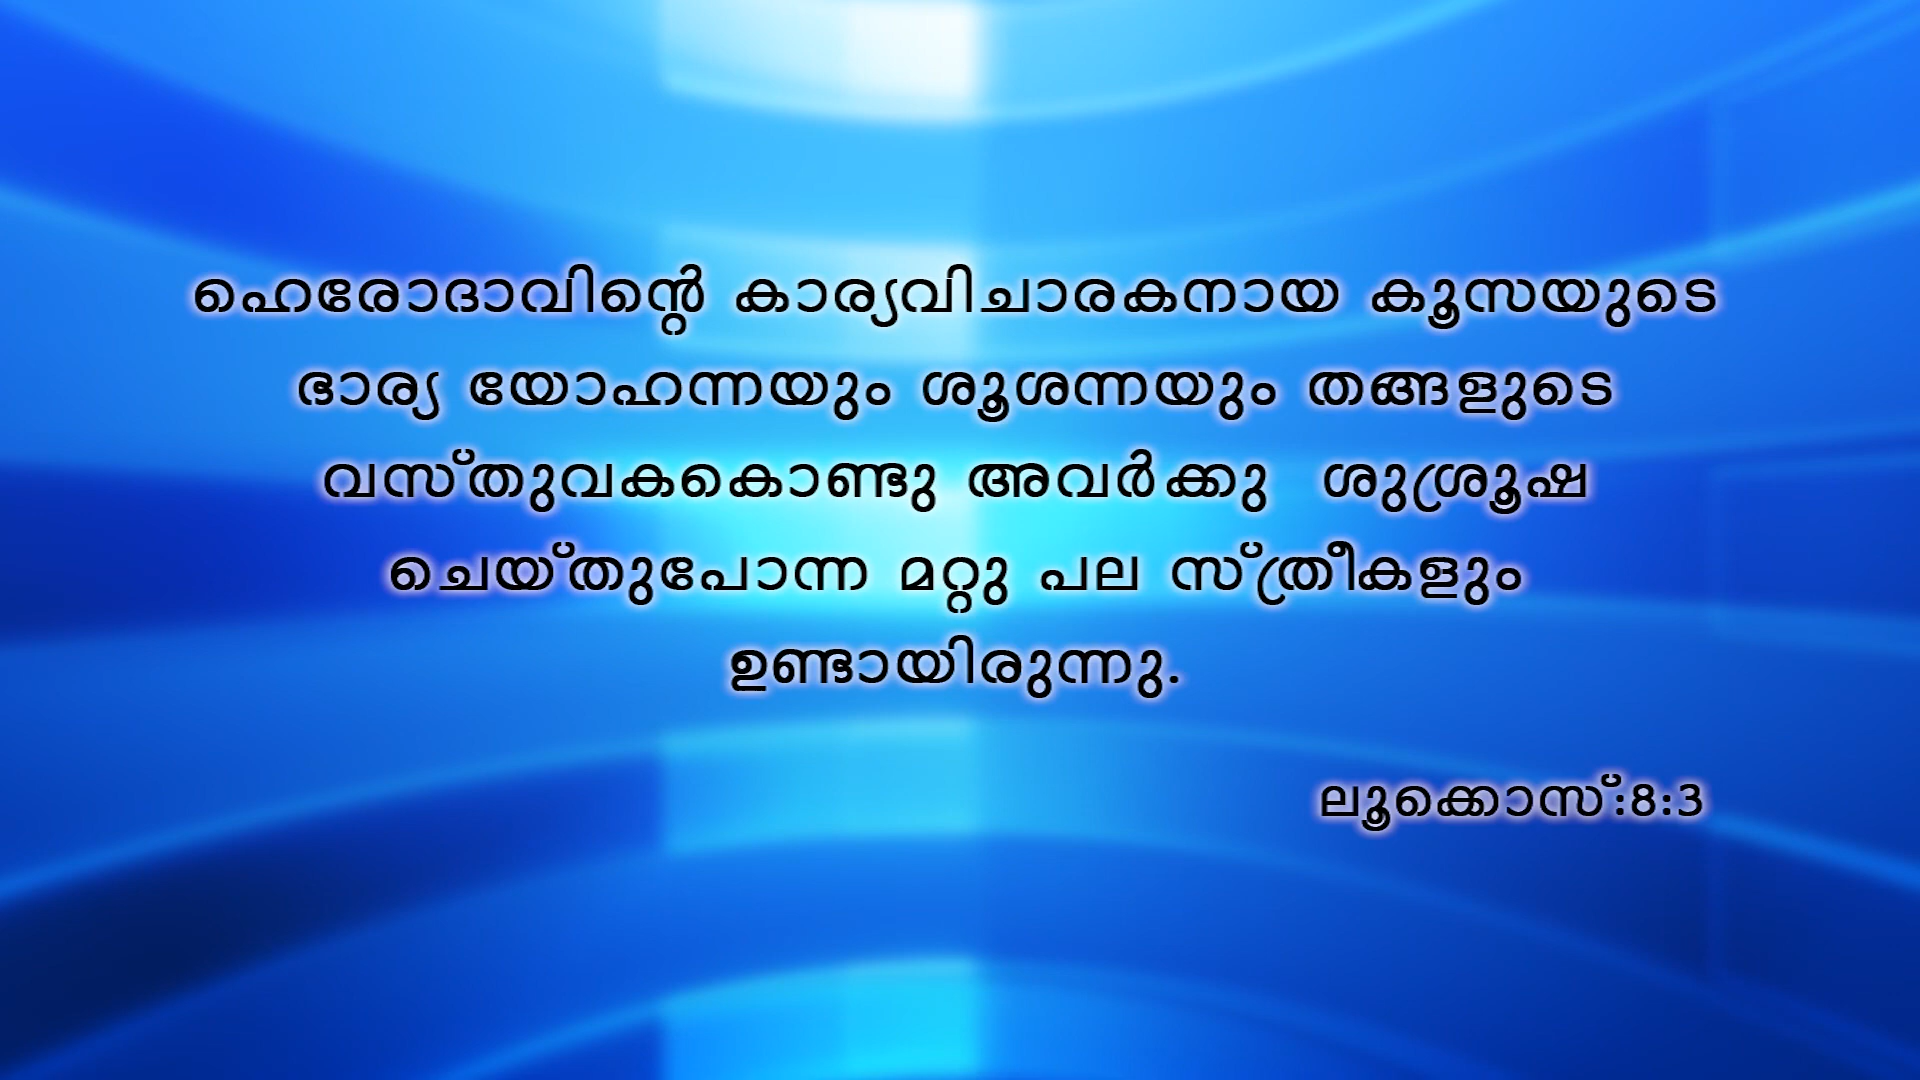 ഹെരോദാവിന്റെ കാര്യവിചാരകനായ കൂസയുടെ
ഭാര്യ യോഹന്നയും ശൂശന്നയും തങ്ങളുടെ
വസ്തുവകകൊണ്ടു അവർക്കു ശുശ്രൂഷ
ചെയ്തുപോന്ന മറ്റു പല സ്ത്രീകളും
ഉണ്ടായിരുന്നു.
ലൂക്കൊസ്:8:3